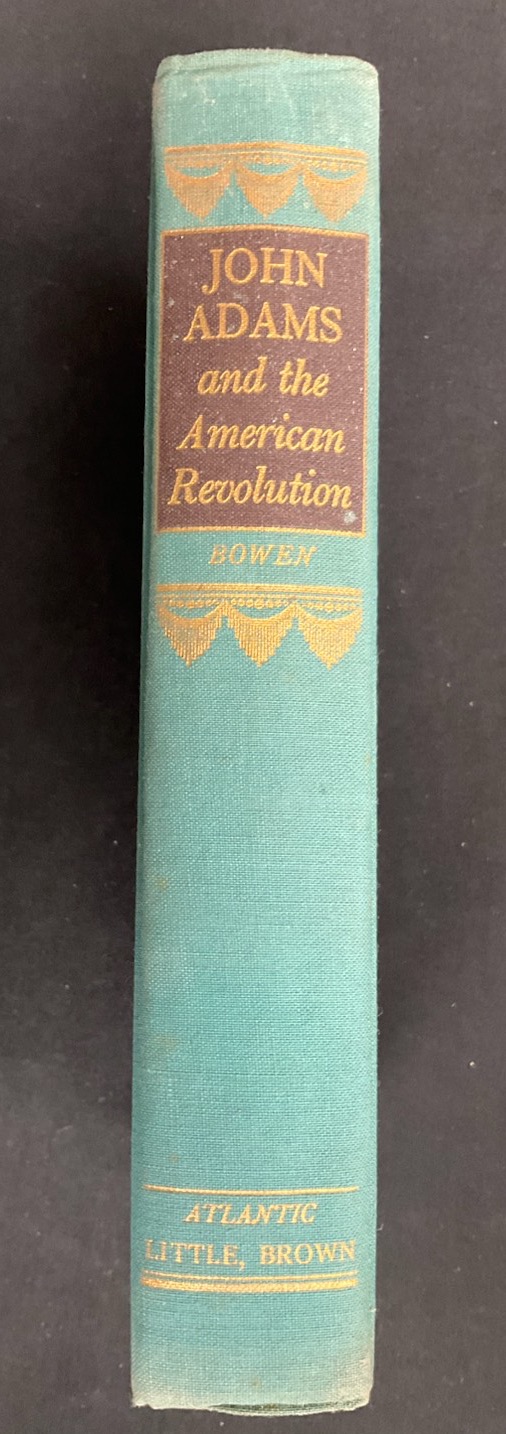 JOHN
ADAMS
and the
American
Revolution
BOWEN
ATLANTIC
LITTLE, BROWN